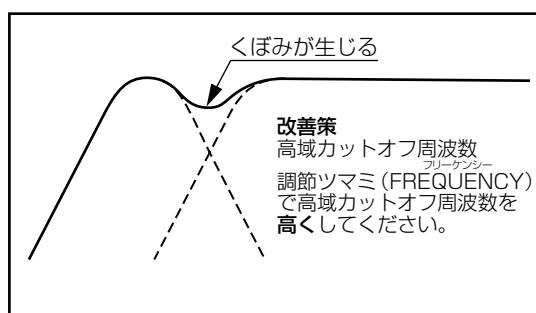 くぼみが生じる
改善策
高域カットオフ周波数
フリーケンシー
調節ツマミ（FREQUENCY）
で高域カットオフ周波数を
高くしてください。